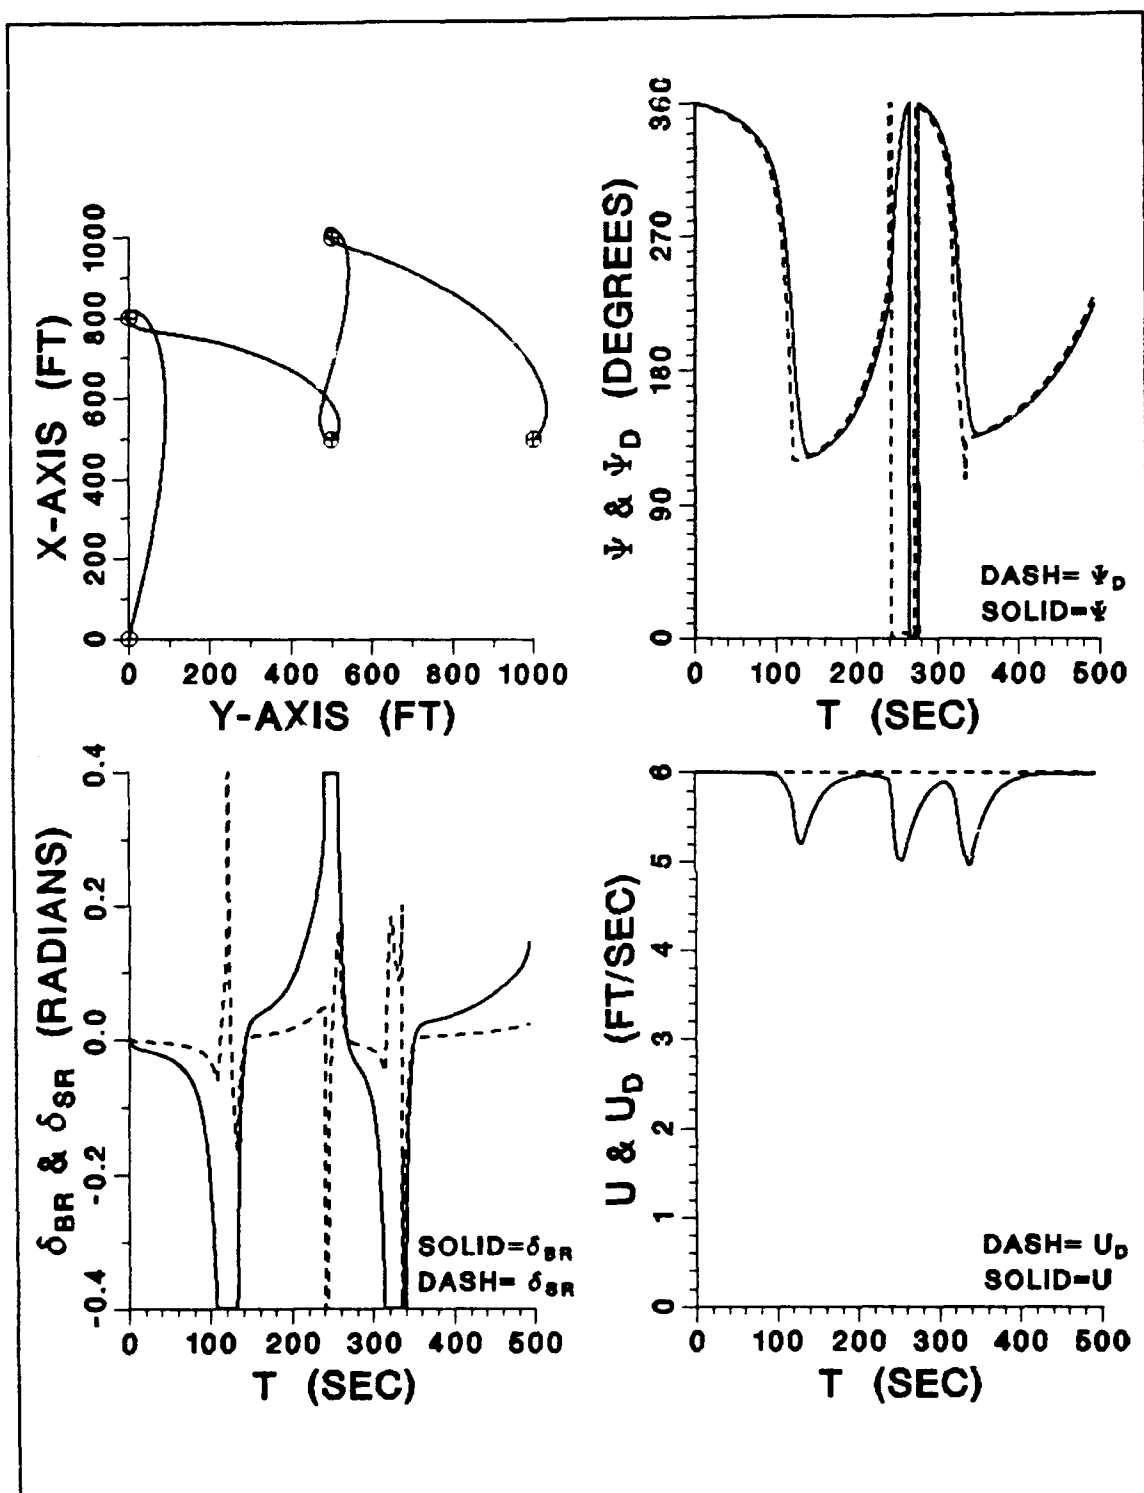 X-AXIS (FT)
1000
800
600
400
200
0
0 200 400 600 800 1000
Y-AXIS (FT)
Ψ & Ψ_D (DEGREES)
360
270
180
90
0
DASH= Ψ_D
SOLID=Ψ
0 100 200 300 400 500
T (SEC)
δ_BR & δ_SR (RADIANS)
0.4
0.2
0.0
-0.2
-0.4
SOLID=δ_BR
DASH= δ_SR
0 100 200 300 400 500
T (SEC)
U & U_D (FT/SEC)
6
5
4
3
2
1
0
DASH= U_D
SOLID=U
0 100 200 300 400 500
T (SEC)